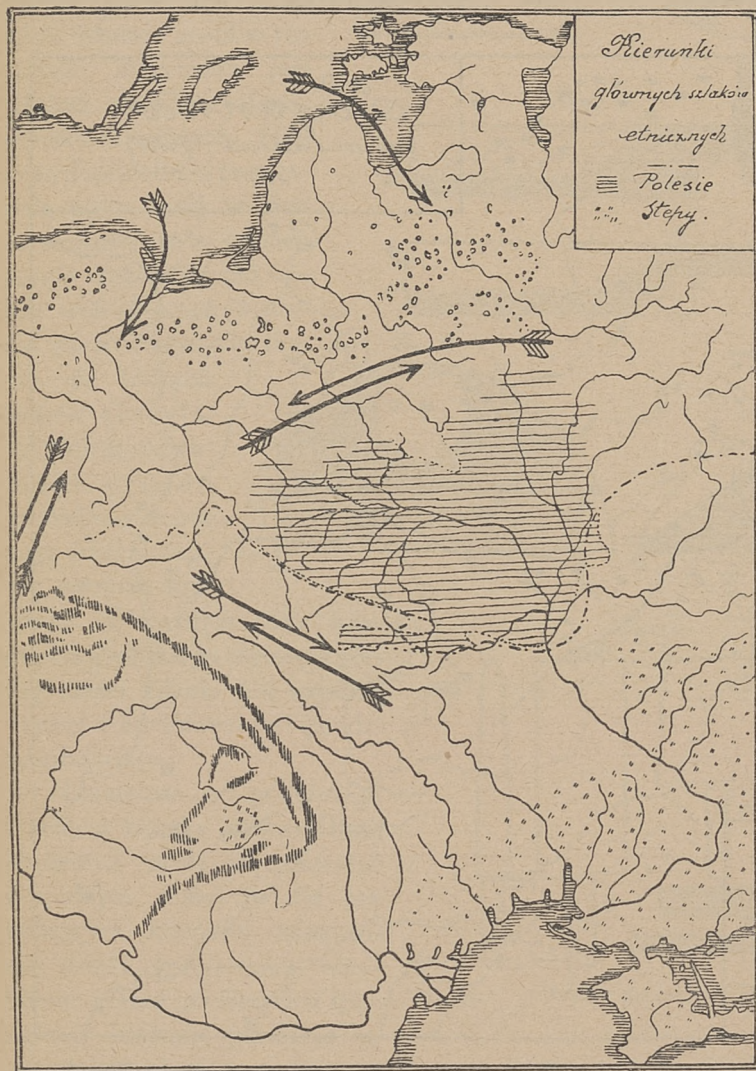 Kierunki
głównych szlaków
etnicznych
Polesie
Stepy.